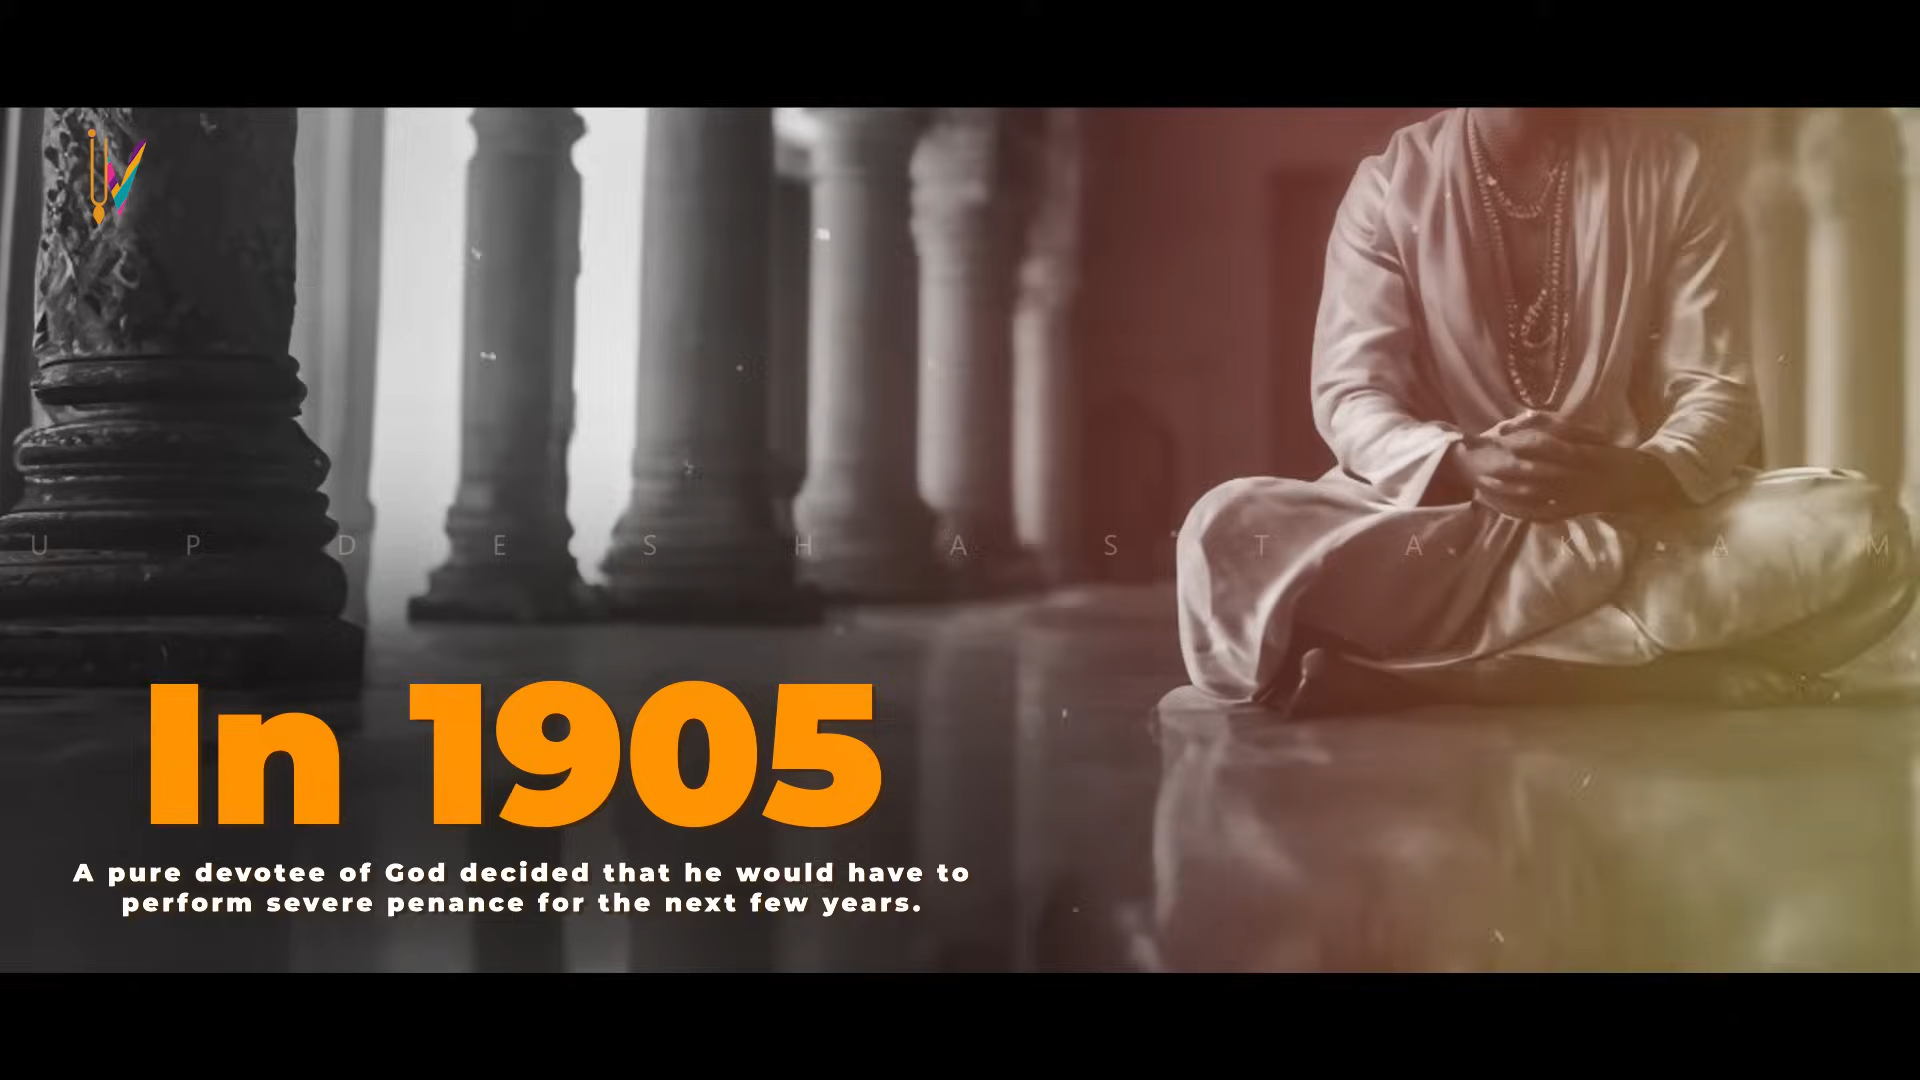 U P D E S H A S T A K A M
In 1905
A pure devotee of God decided that he would have to
perform severe penance for the next few years.